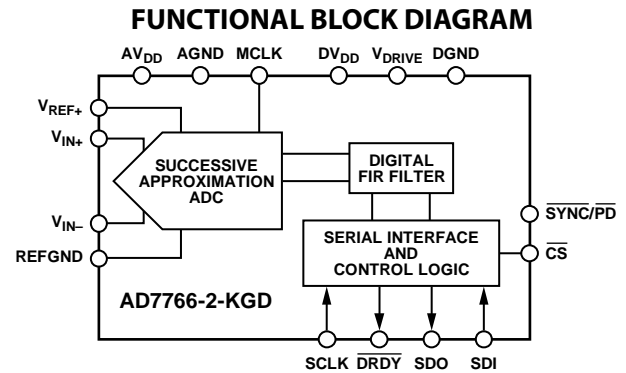 FUNCTIONAL BLOCK DIAGRAM
AVDD AGND MCLK DVDD VDRIVE DGND
VREF+
VIN+
VIN–
REFGND
SUCCESSIVE
APPROXIMATION
ADC
DIGITAL
FIR FILTER
SERIAL INTERFACE
AND
CONTROL LOGIC
SYNC/PD
CS
AD7766-2-KGD
SCLK DRDY SDO SDI